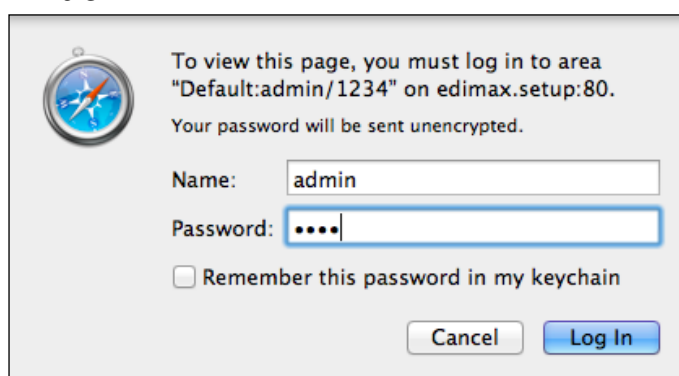 To view this page, you must log in to area
“Default:admin/1234” on edimax.setup:80.
Your password will be sent unencrypted.
Name: admin
Password: ••••
Remember this password in my keychain
Cancel Log In